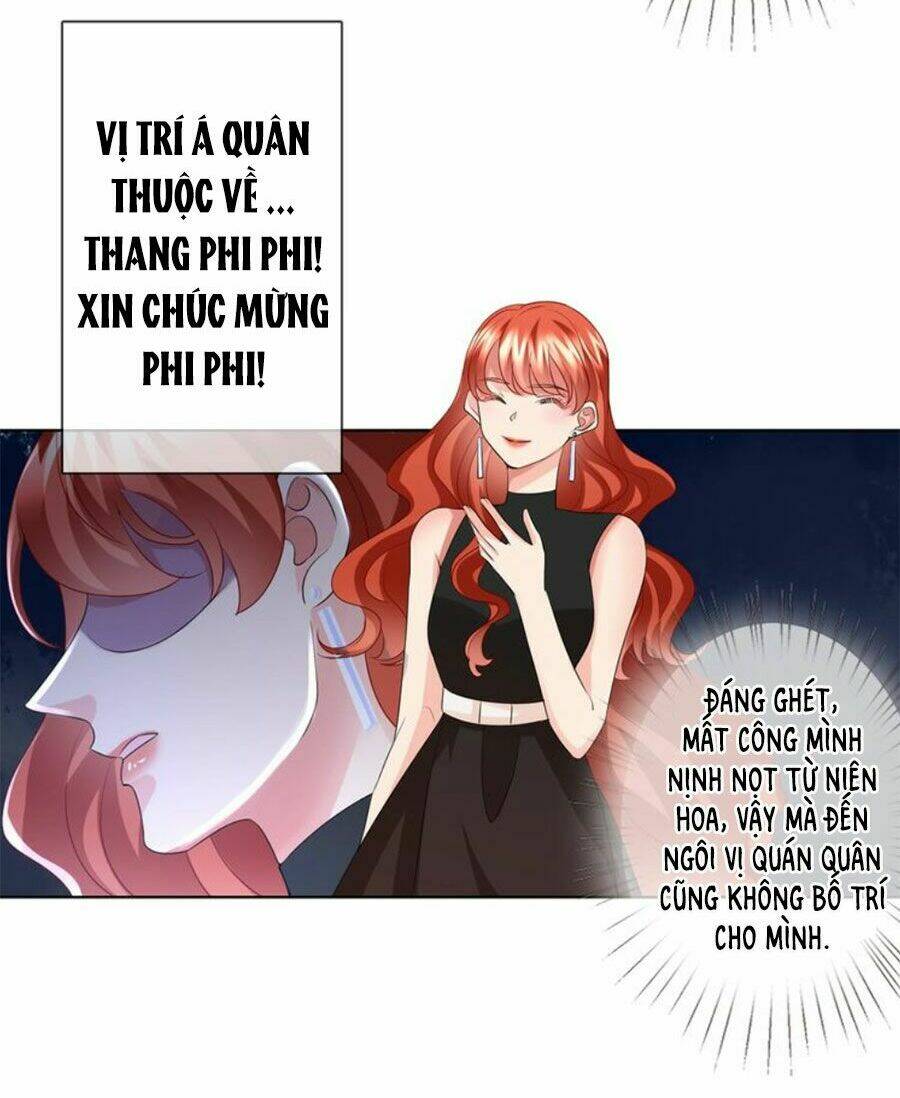 VỊ TRÍ Á QUÂN
THUỘC VỀ ...
THANG PHI PHI!
XIN CHÚC MỪNG
PHI PHI!
ĐÁNG GHÉT,
MẤT CÔNG MÌNH
NỊNH NỌT TỪ NIÊN
HOA, VẬY MÀ ĐẾN
NGÔI VỊ QUÁN QUÂN
CŨNG KHÔNG BỐ TRÍ
CHO MÌNH.